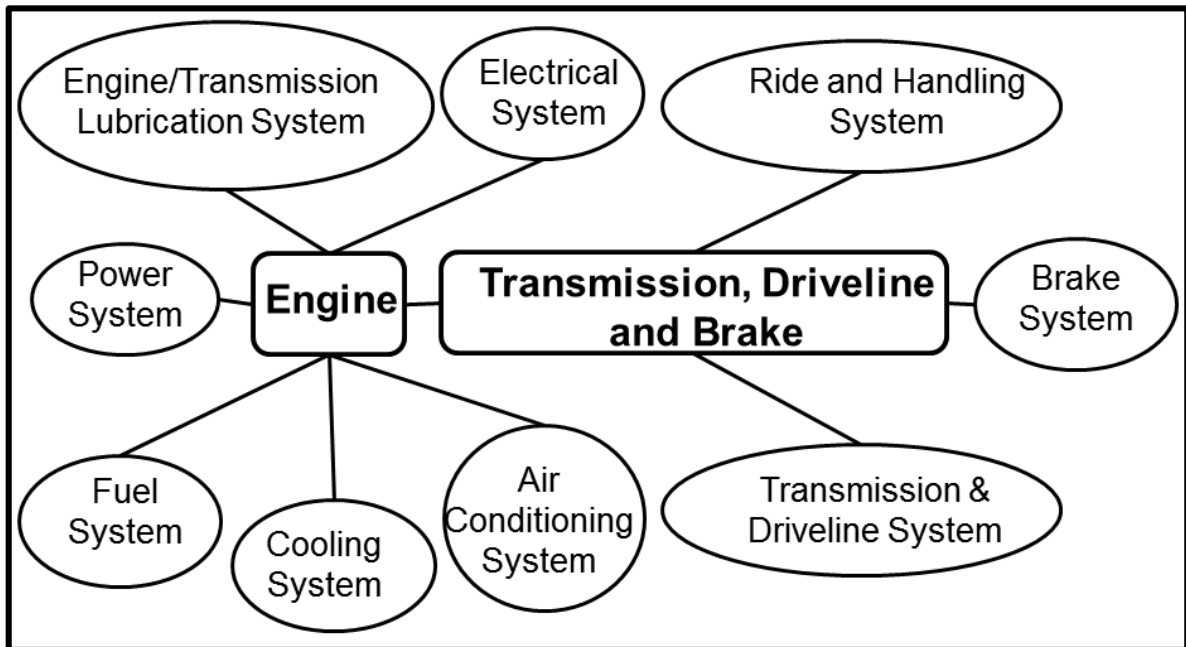 Engine/Transmission
Lubrication System
Electrical
System
Ride and Handling
System
Power
System
Engine
Transmission, Driveline
and Brake
Brake
System
Fuel
System
Cooling
System
Air
Conditioning
System
Transmission &
Driveline System